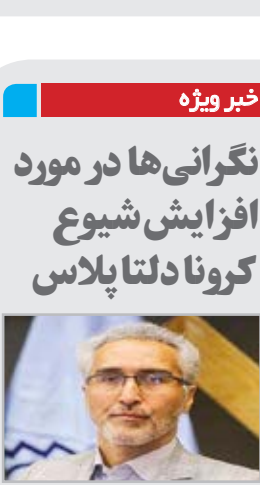 خبر ویژه
نگرانی‌ها در مورد
افزایش شیوع
کرونا دلتا پلاس